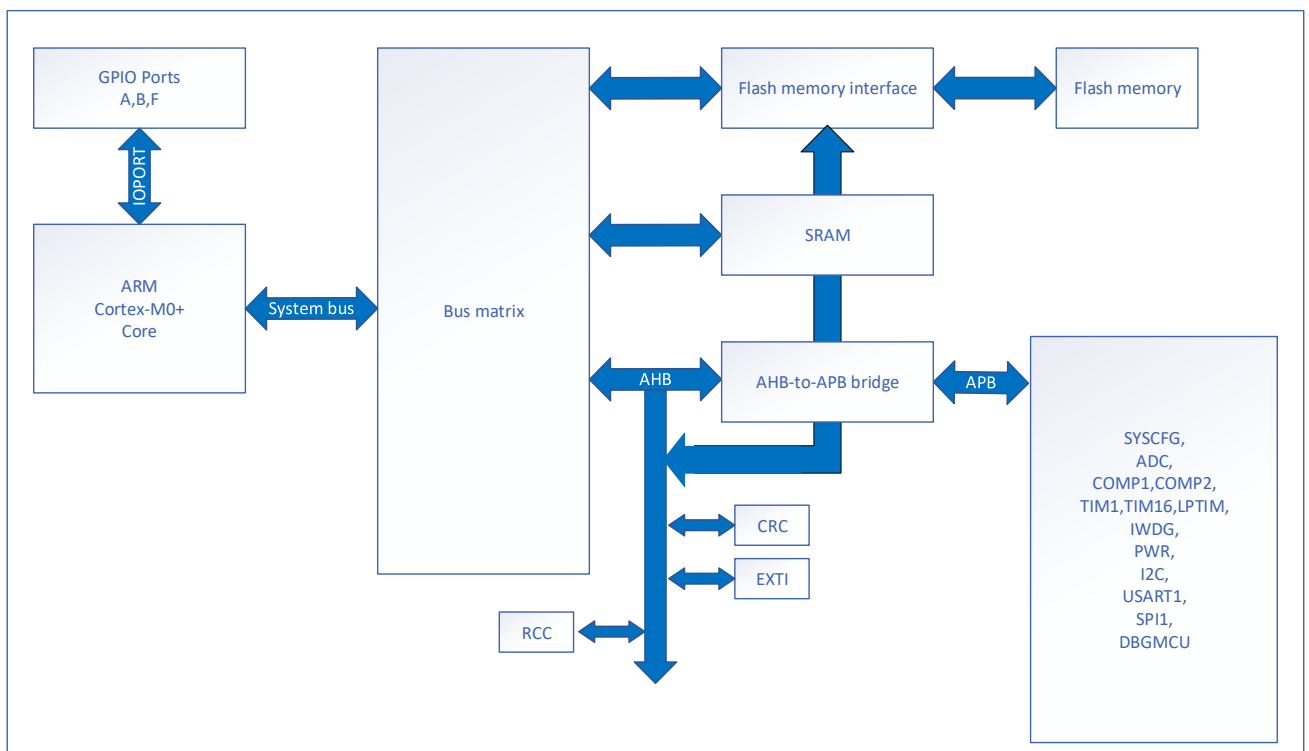 GPIO Ports
A,B,F
IOPORT
ARM
Cortex-M0+
Core
System bus
Bus matrix
Flash memory interface
Flash memory
SRAM
AHB
AHB-to-APB bridge
APB
CRC
EXTI
RCC
SYSCFG,
ADC,
COMP1,COMP2,
TIM1,TIM16,LPTIM,
IWDG,
PWR,
I2C,
USART1,
SPI1,
DBGMCU